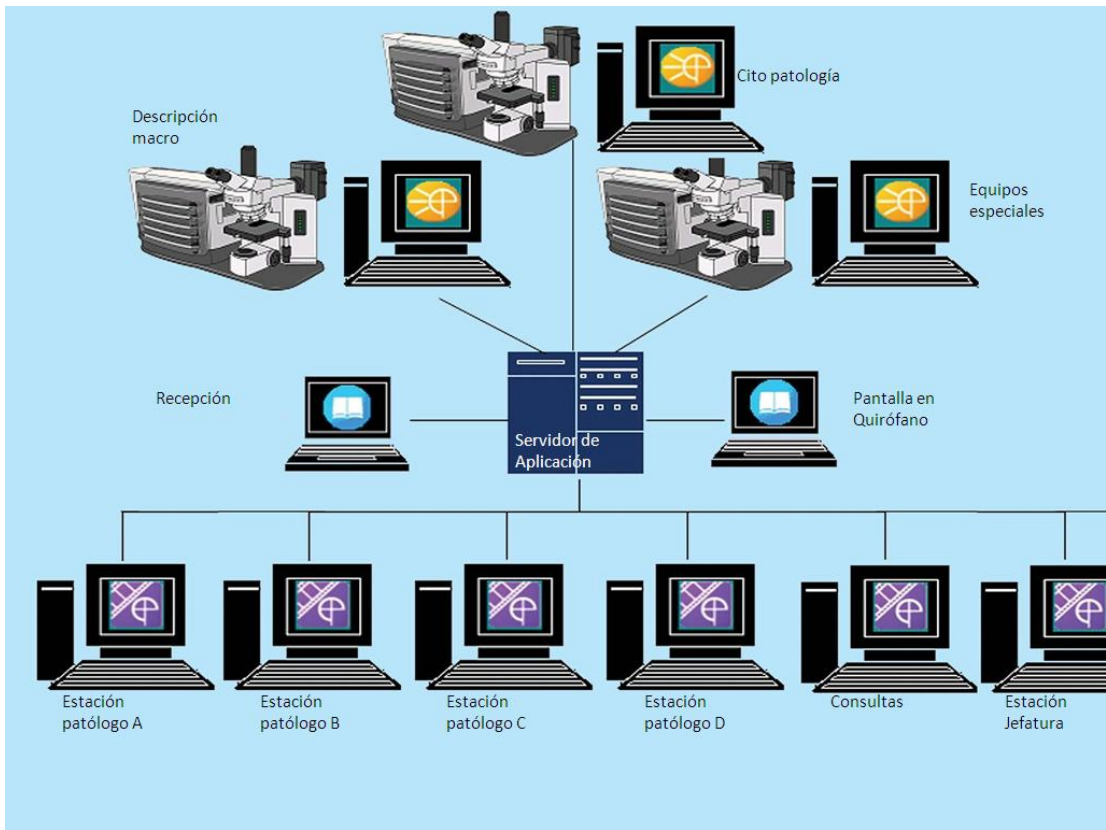 Cito patología
Descripción
macro
Equipos
especiales
Recepción
Pantalla en
Quirófano
Servidor de
Aplicación
Estación
patólogo A
Estación
patólogo B
Estación
patólogo C
Estación
patólogo D
Consultas
Estación
Jefatura